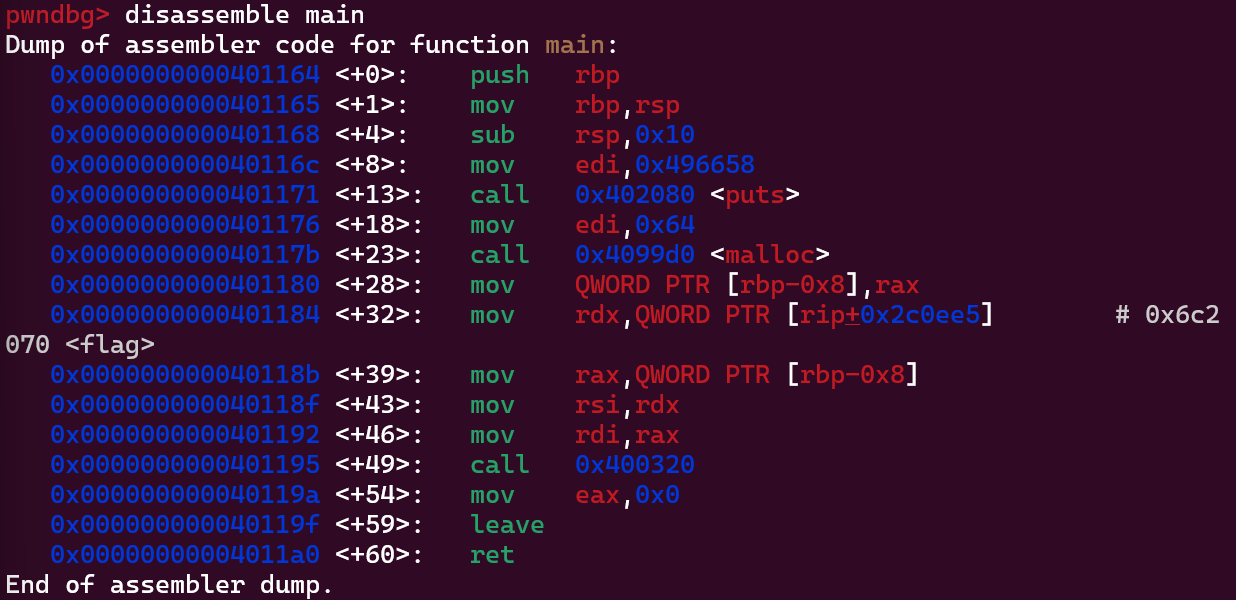 pwndbg> disassemble main
Dump of assembler code for function main:
   0x0000000000401164 <+0>:    push   rbp
   0x0000000000401165 <+1>:    mov    rbp,rsp
   0x0000000000401168 <+4>:    sub    rsp,0x10
   0x000000000040116c <+8>:    mov    edi,0x496658
   0x0000000000401171 <+13>:   call   0x402080 <puts>
   0x0000000000401176 <+18>:   mov    edi,0x64
   0x000000000040117b <+23>:   call   0x4099d0 <malloc>
   0x0000000000401180 <+28>:   mov    QWORD PTR [rbp-0x8],rax
   0x0000000000401184 <+32>:   mov    rdx,QWORD PTR [rip+0x2c0ee5]        # 0x6c2
070 <flag>
   0x000000000040118b <+39>:   mov    rax,QWORD PTR [rbp-0x8]
   0x000000000040118f <+43>:   mov    rsi,rdx
   0x0000000000401192 <+46>:   mov    rdi,rax
   0x0000000000401195 <+49>:   call   0x400320
   0x000000000040119a <+54>:   mov    eax,0x0
   0x000000000040119f <+59>:   leave
   0x00000000004011a0 <+60>:   ret
End of assembler dump.